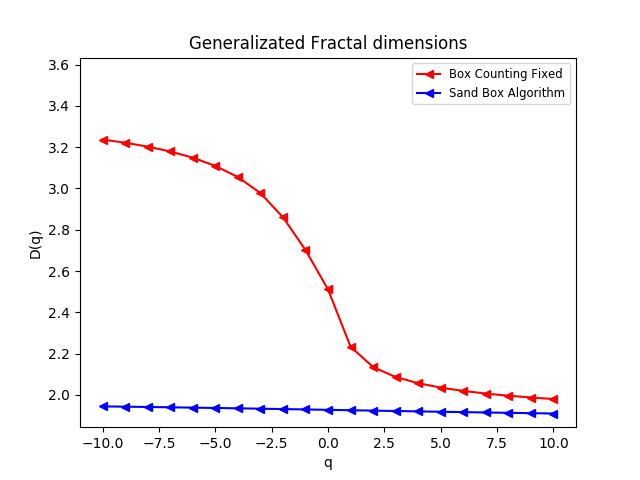 Generalizated Fractal dimensions
Box Counting Fixed
Sand Box Algorithm
D(q)
3.6
3.4
3.2
3.0
2.8
2.6
2.4
2.2
2.0
−10.0 −7.5 −5.0 −2.5 0.0 2.5 5.0 7.5 10.0
q